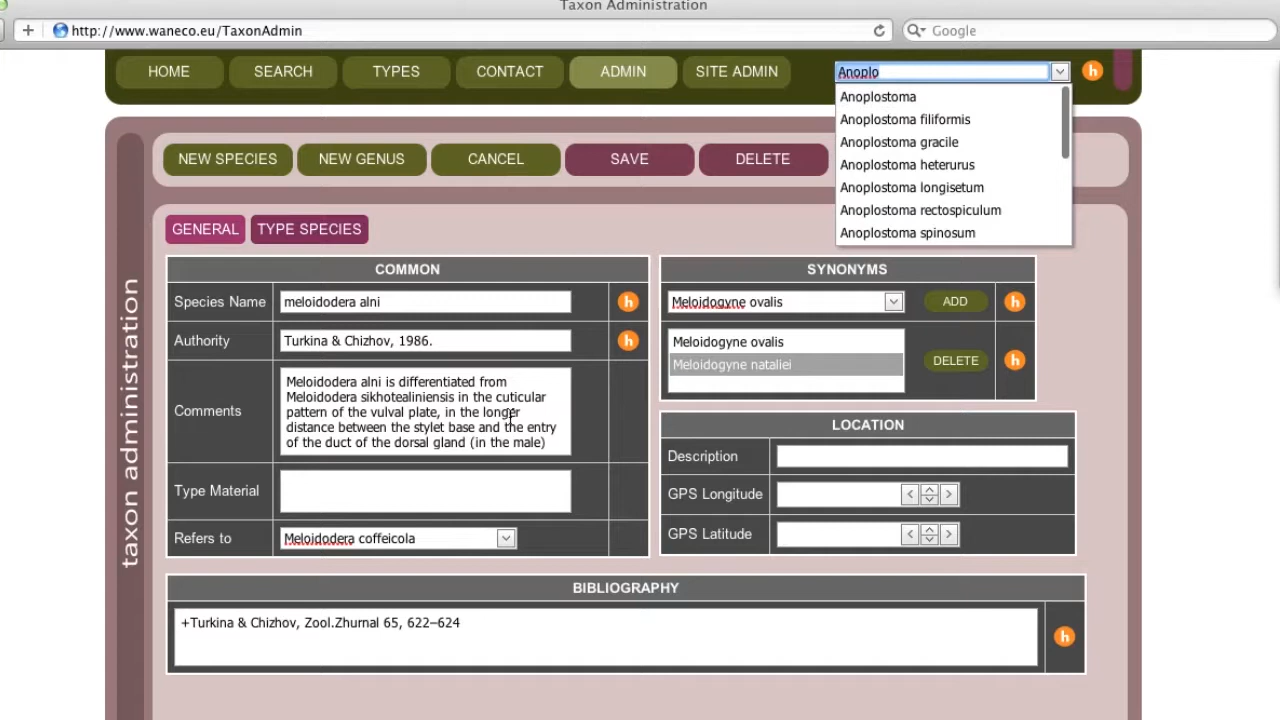 Taxon Administration
http://www.waneco.eu/TaxonAdmin
Google
HOME SEARCH TYPES CONTACT ADMIN SITE ADMIN
Anoplo
h
Anoplostoma
Anoplostoma filiformis
Anoplostoma gracile
Anoplostoma heterurus
Anoplostoma longisetum
Anoplostoma rectospiculum
Anoplostoma spinosum
NEW SPECIES NEW GENUS CANCEL SAVE DELETE
taxon administration
GENERAL TYPE SPECIES
COMMON
Species Name meloidodera alni h
Authority Turkina & Chizhov, 1986. h
Comments
Meloidodera alni is differentiated from
Meloidodera sikhotealiniensis in the cuticular
pattern of the vulval plate, in the longer
distance between the stylet base and the entry
of the duct of the dorsal gland (in the male)
Type Material
Refers to Meloidodera coffeicola
SYNONYMS
Meloidogyne ovalis ADD h
Meloidogyne ovalis
Meloidogyne nataliei DELETE h
LOCATION
Description
GPS Longitude
GPS Latitude
BIBLIOGRAPHY
+Turkina & Chizhov, Zool.Zhurnal 65, 622–624
h